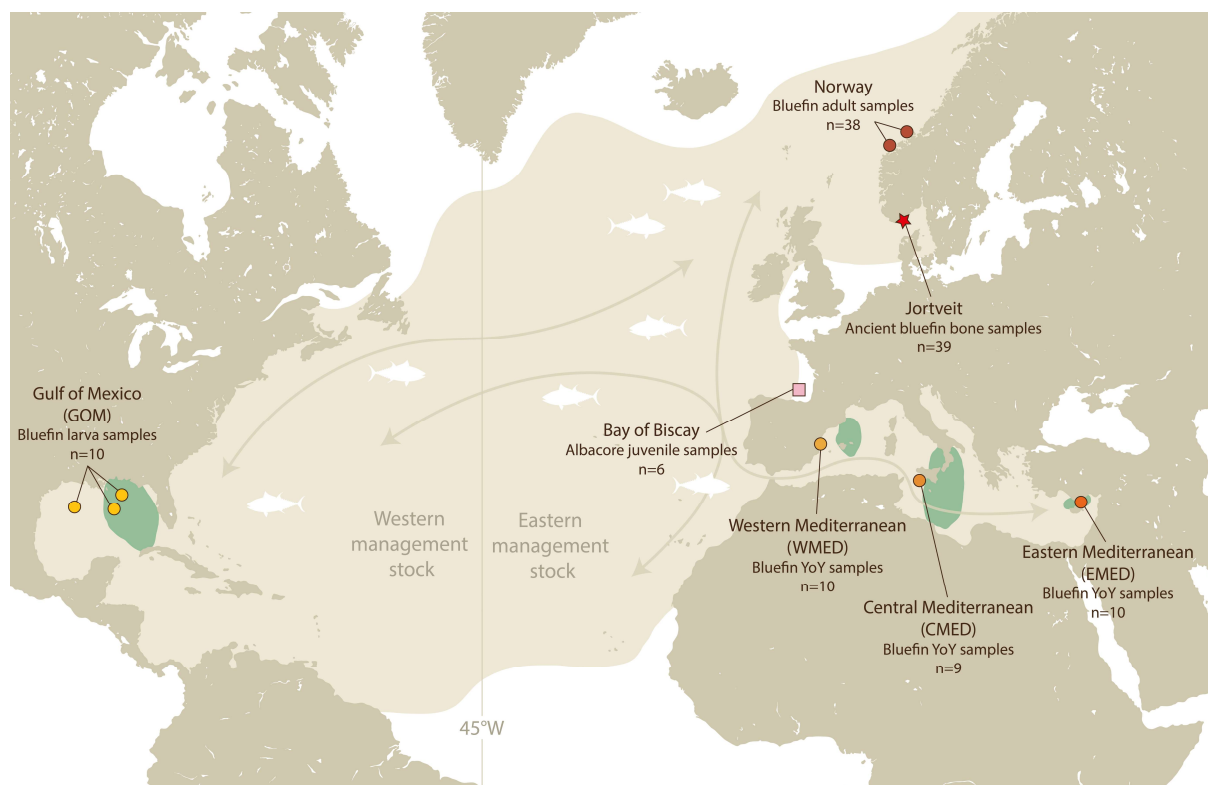 Norway
Bluefin adult samples
n=38
Jortveit
Ancient bluefin bone samples
n=39
Gulf of Mexico
(GOM)
Bluefin larva samples
n=10
Bay of Biscay
Albacore juvenile samples
n=6
Western
management
stock
Eastern
management
stock
Western Mediterranean
(WMED)
Bluefin YoY samples
n=10
Central Mediterranean
(CMED)
Bluefin YoY samples
n=9
Eastern Mediterranean
(EMED)
Bluefin YoY samples
n=10
45°W